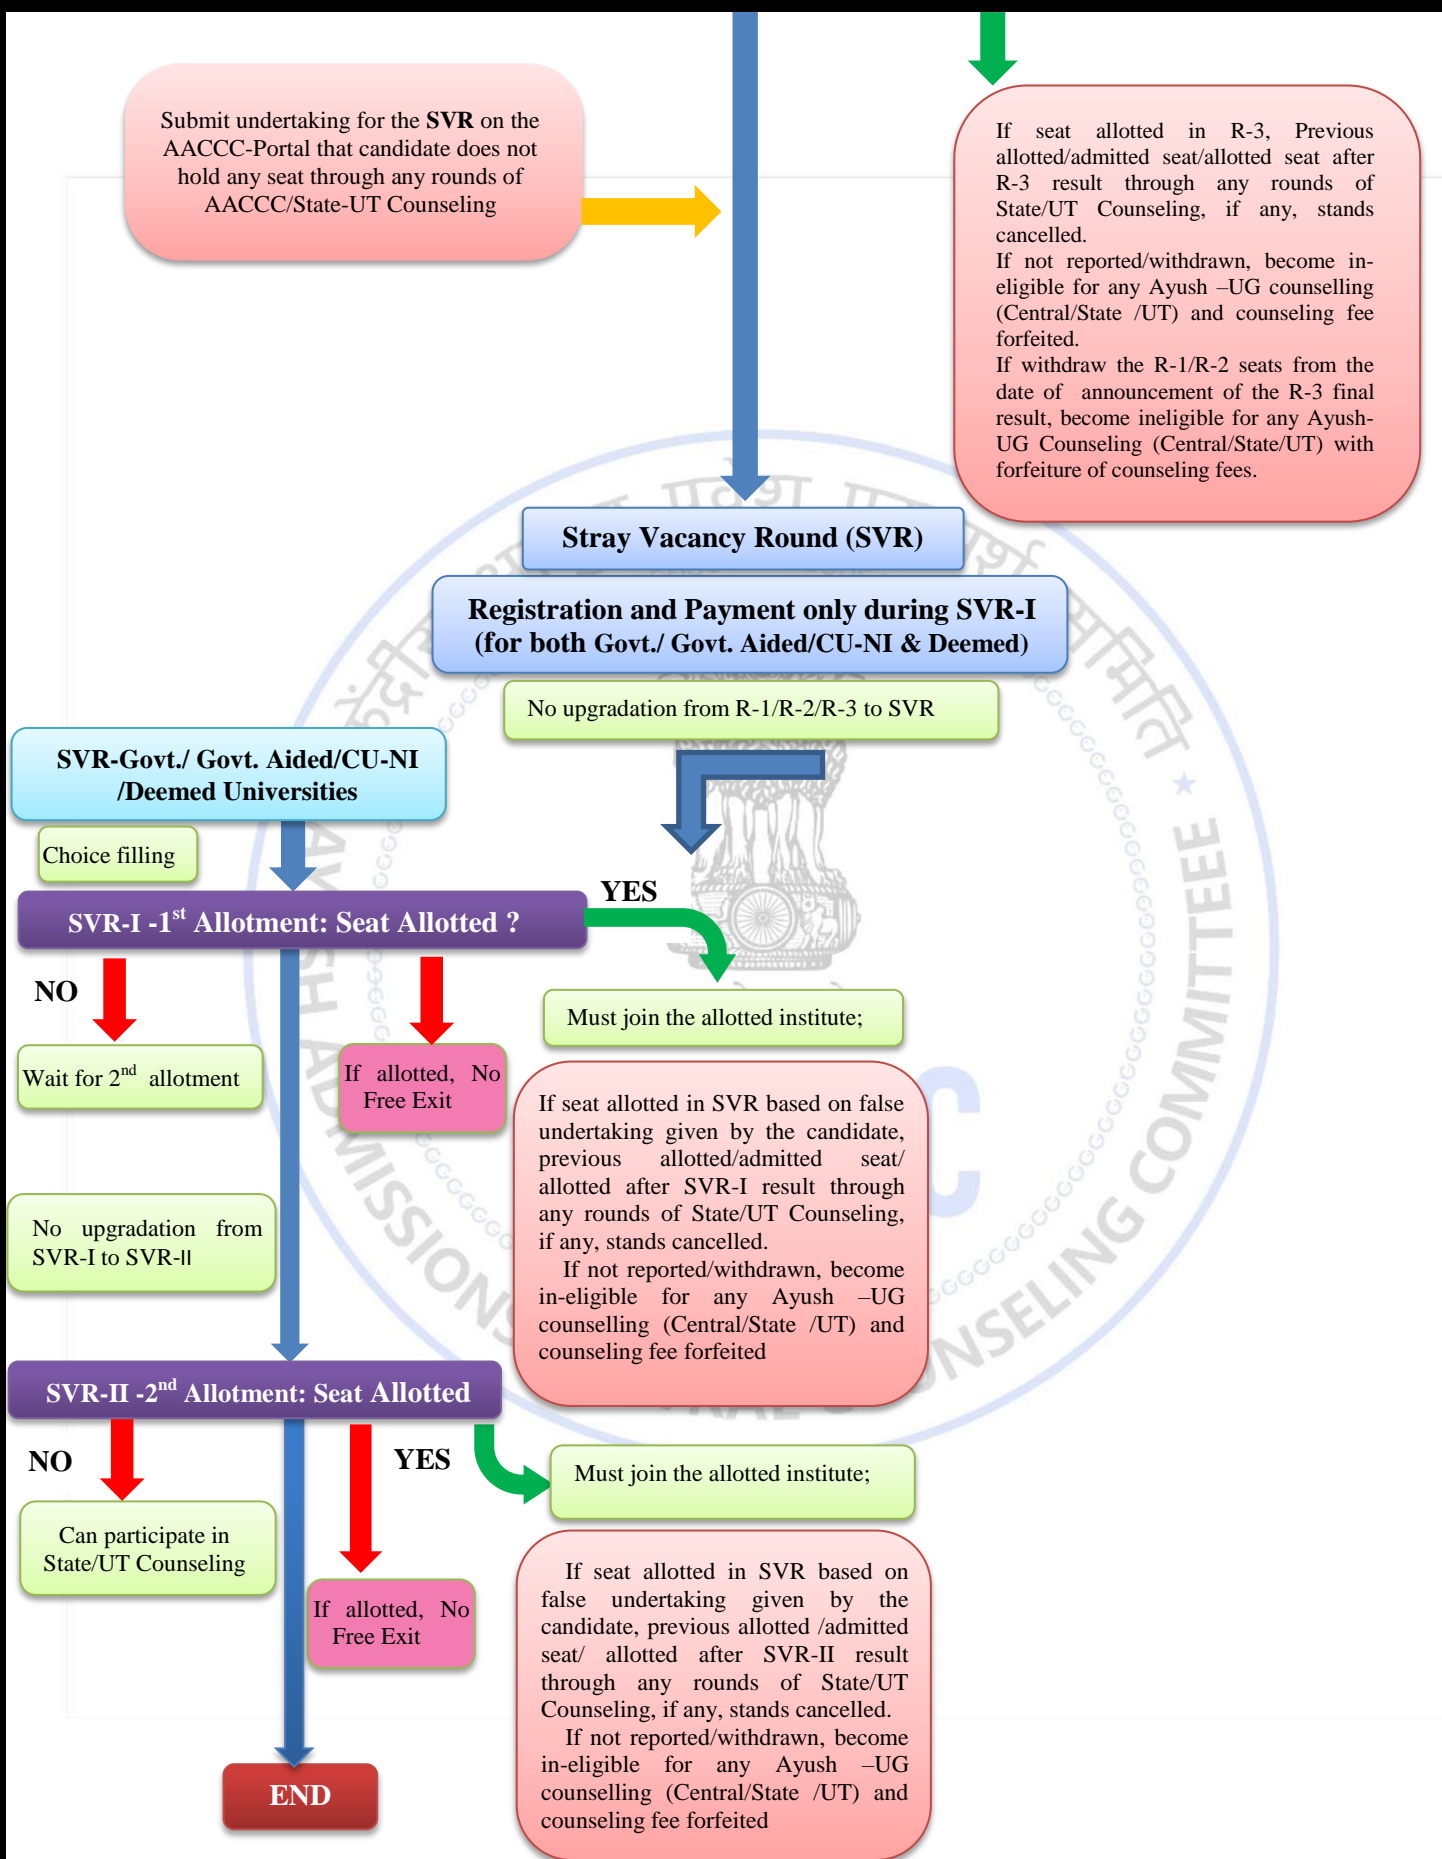 Submit undertaking for the SVR on the
AACCC-Portal that candidate does not
hold any seat through any rounds of
AACCC/State-UT Counseling
If seat allotted in R-3, Previous
allotted/admitted seat/allotted seat after
R-3 result through any rounds of
State/UT Counseling, if any, stands
cancelled.
If not reported/withdrawn, become in-
eligible for any Ayush –UG counselling
(Central/State /UT) and counseling fee
forfeited.
If withdraw the R-1/R-2 seats from the
date of announcement of the R-3 final
result, become ineligible for any Ayush-
UG Counseling (Central/State/UT) with
forfeiture of counseling fees.
Stray Vacancy Round (SVR)
Registration and Payment only during SVR-I
(for both Govt./ Govt. Aided/CU-NI & Deemed)
No upgradation from R-1/R-2/R-3 to SVR
SVR-Govt./ Govt. Aided/CU-NI
/Deemed Universities
Choice filling
SVR-I -1st Allotment: Seat Allotted ?
YES
NO
Must join the allotted institute;
Wait for 2nd allotment
If allotted, No
Free Exit
If seat allotted in SVR based on false
undertaking given by the candidate,
previous allotted/admitted seat/
allotted after SVR-I result through
any rounds of State/UT Counseling,
if any, stands cancelled.
If not reported/withdrawn, become
in-eligible for any Ayush –UG
counselling (Central/State /UT) and
counseling fee forfeited
No upgradation from
SVR-I to SVR-II
SVR-II -2nd Allotment: Seat Allotted
NO
YES
Must join the allotted institute;
Can participate in
State/UT Counseling
If allotted, No
Free Exit
If seat allotted in SVR based on
false undertaking given by the
candidate, previous allotted /admitted
seat/ allotted after SVR-II result
through any rounds of State/UT
Counseling, if any, stands cancelled.
If not reported/withdrawn, become
in-eligible for any Ayush –UG
counselling (Central/State /UT) and
counseling fee forfeited
END
COMMITTEE